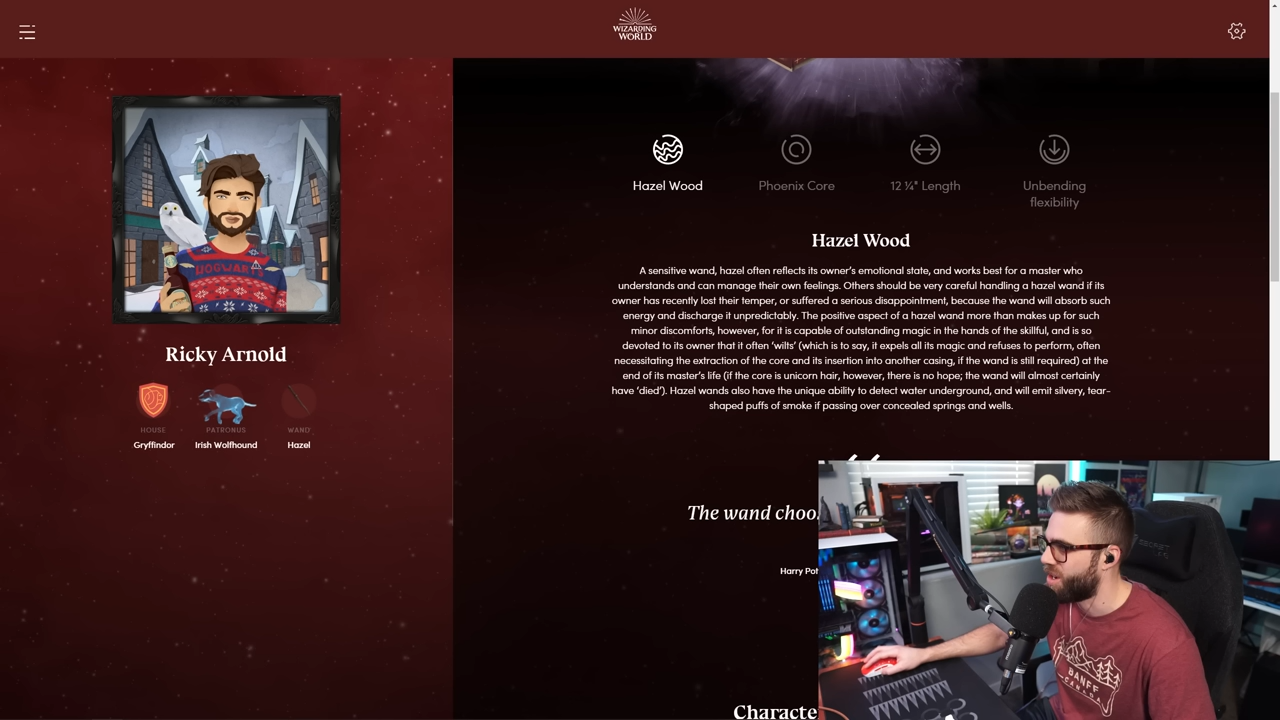 WIZARDING
WORLD
HOGWARTS
Ricky Arnold
HOUSE
PATRONUS
WAND
Gryffindor
Irish Wolfhound
Hazel
Hazel Wood
Phoenix Core
12 ¼" Length
Unbending
flexibility
Hazel Wood
A sensitive wand, hazel often reflects its owner’s emotional state, and works best for a master who
understands and can manage their own feelings. Others should be very careful handling a hazel wand if its
owner has recently lost their temper, or suffered a serious disappointment, because the wand will absorb such
energy and discharge it unpredictably. The positive aspect of a hazel wand more than makes up for such
minor discomforts, however, for it is capable of outstanding magic in the hands of the skillful, and is so
devoted to its owner that it often ‘wilts’ (which is to say, it expels all its magic and refuses to perform, often
necessitating the extraction of the core and its insertion into another casing, if the wand is still required) at the
end of its master’s life (if the core is unicorn hair, however, there is no hope; the wand will almost certainly
have ‘died’). Hazel wands also have the unique ability to detect water underground, and will emit silvery, tear-
shaped puffs of smoke if passing over concealed springs and wells.
The wand choo
Harry Pot
Characte
BANFF
CANADA